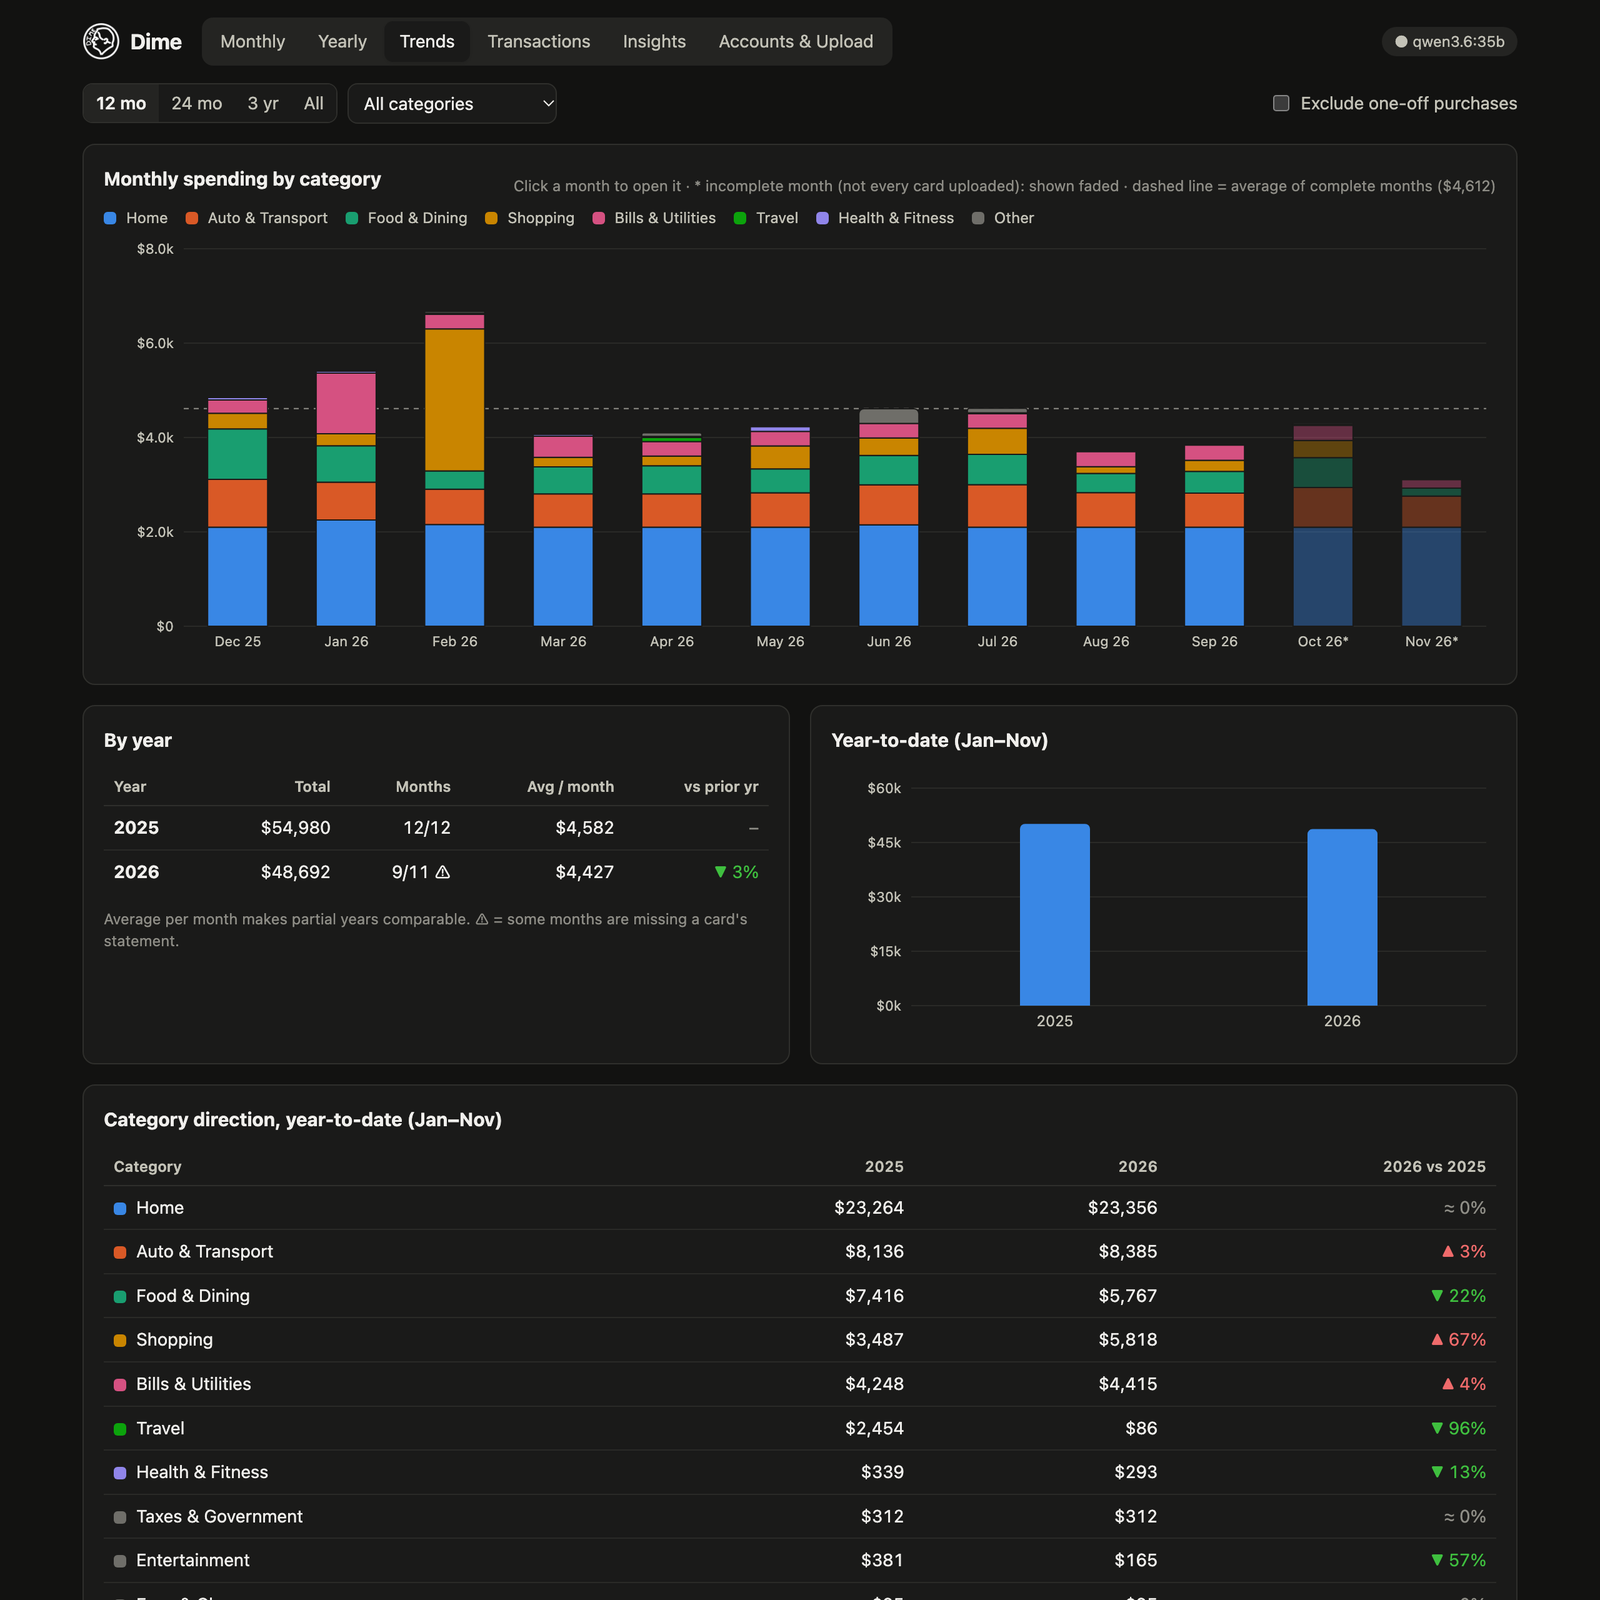 Dime
Monthly
Yearly
Trends
Transactions
Insights
Accounts & Upload
qwen3.6:35b
12 mo
24 mo
3 yr
All
All categories
Exclude one-off purchases
Monthly spending by category
Click a month to open it · * incomplete month (not every card uploaded): shown faded · dashed line = average of complete months ($4,612)
Home
Auto & Transport
Food & Dining
Shopping
Bills & Utilities
Travel
Health & Fitness
Other
$8.0k
$6.0k
$4.0k
$2.0k
$0
Dec 25
Jan 26
Feb 26
Mar 26
Apr 26
May 26
Jun 26
Jul 26
Aug 26
Sep 26
Oct 26*
Nov 26*
By year
Year Total Months Avg / month vs prior yr
2025 $54,980 12/12 $4,582 –
2026 $48,692 9/11 ⚠ $4,427 ▼ 3%
Average per month makes partial years comparable. ⚠ = some months are missing a card's
statement.
Year-to-date (Jan–Nov)
$60k
$45k
$30k
$15k
$0k
2025
2026
Category direction, year-to-date (Jan–Nov)
Category 2025 2026 2026 vs 2025
Home $23,264 $23,356 ≈ 0%
Auto & Transport $8,136 $8,385 ▲ 3%
Food & Dining $7,416 $5,767 ▼ 22%
Shopping $3,487 $5,818 ▲ 67%
Bills & Utilities $4,248 $4,415 ▲ 4%
Travel $2,454 $86 ▼ 96%
Health & Fitness $339 $293 ▼ 13%
Taxes & Government $312 $312 ≈ 0%
Entertainment $381 $165 ▼ 57%